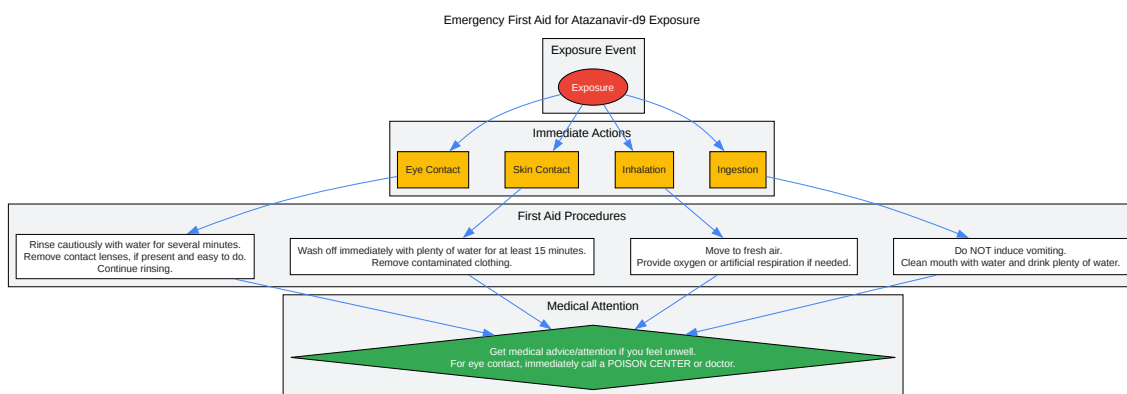 Emergency First Aid for Atazanavir-d9 Exposure
Exposure Event
Exposure
Immediate Actions
Eye Contact
Skin Contact
Inhalation
Ingestion
First Aid Procedures
Rinse cautiously with water for several minutes.
Remove contact lenses, if present and easy to do.
Continue rinsing.
Wash off immediately with plenty of water for at least 15 minutes.
Remove contaminated clothing.
Move to fresh air.
Provide oxygen or artificial respiration if needed.
Do NOT induce vomiting.
Clean mouth with water and drink plenty of water.
Medical Attention
Get medical advice/attention if you feel unwell.
For eye contact, immediately call a POISON CENTER or doctor.